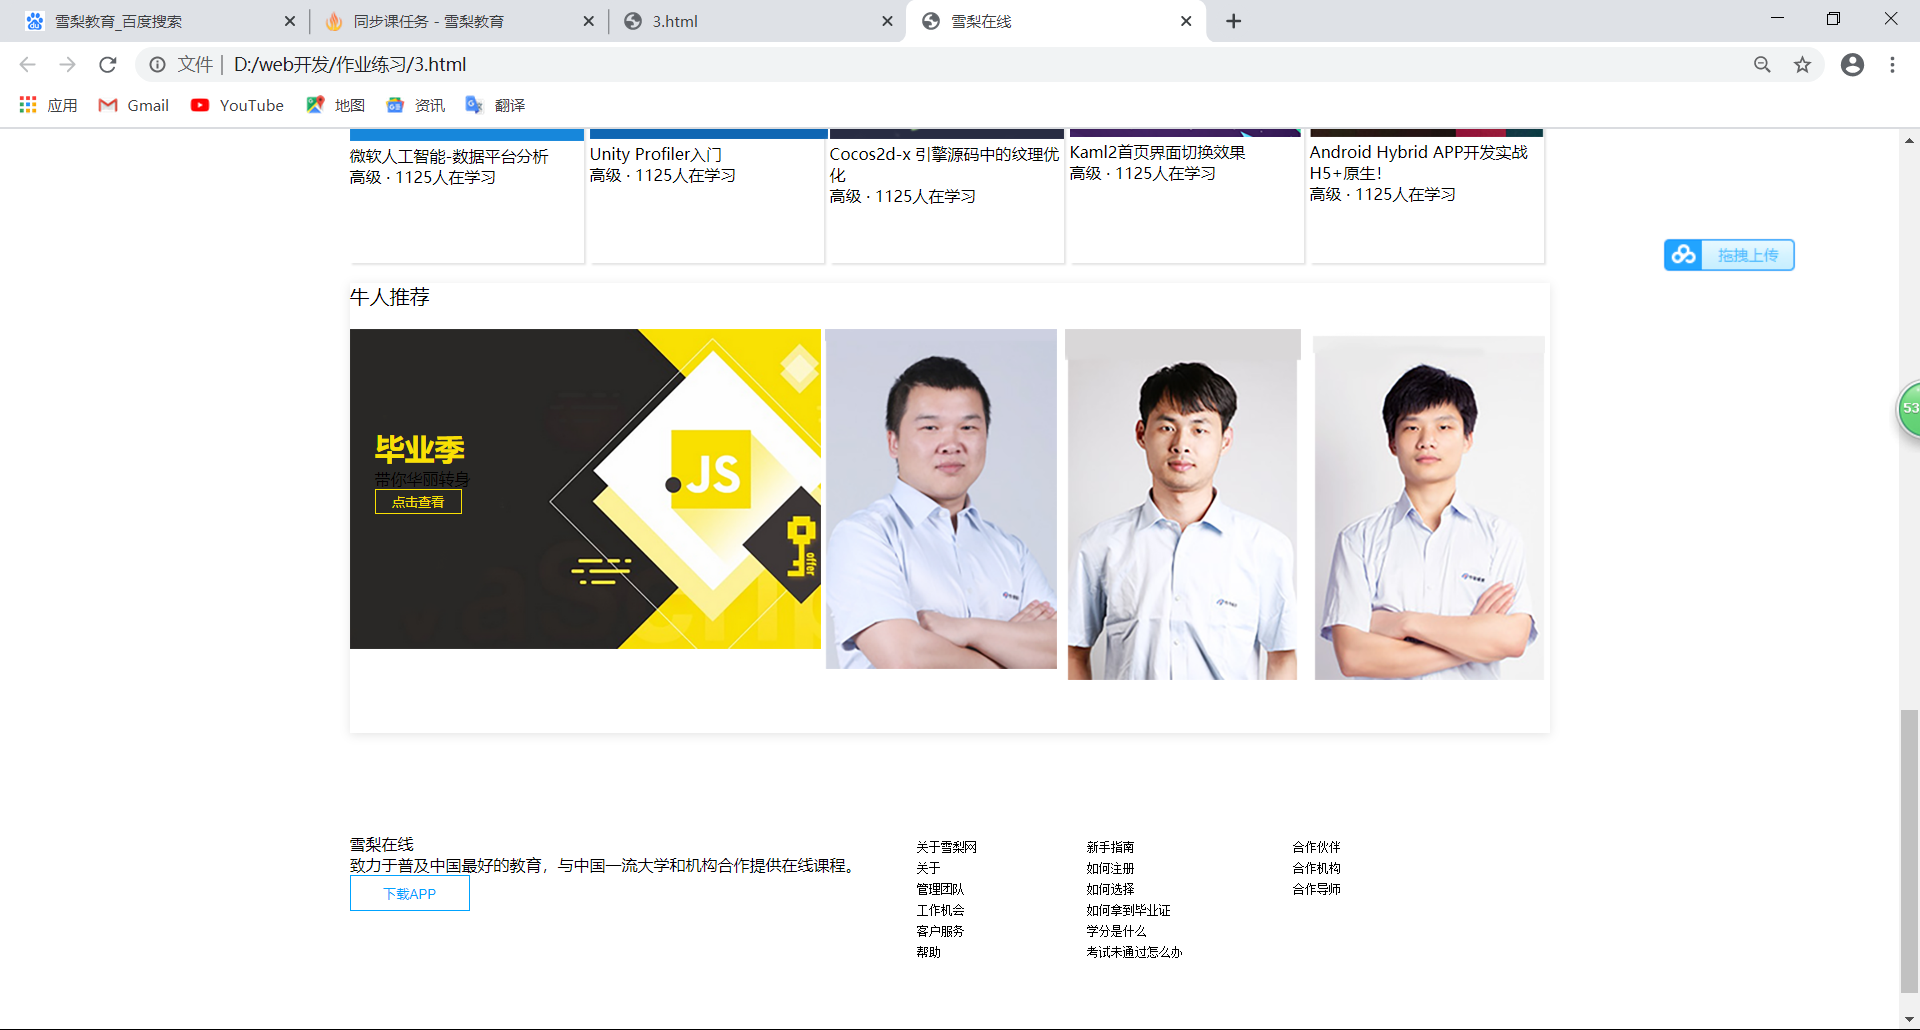 雪梨教育_百度搜索
同步课任务 - 雪梨教育
3.html
雪梨在线
文件 | D:/web开发/作业练习/3.html
应用
Gmail
YouTube
地图
资讯
翻译
微软人工智能-数据平台分析
高级 · 1125人在学习
Unity Profiler入门
高级 · 1125人在学习
Cocos2d-x 引擎源码中的纹理优
化
高级 · 1125人在学习
Kaml2首页界面切换效果
高级 · 1125人在学习
Android Hybrid APP开发实战
H5+原生!
高级 · 1125人在学习
拖拽上传
牛人推荐
毕业季
带你华丽转身
点击查看
JS
offer
53
雪梨在线
致力于普及中国最好的教育，与中国一流大学和机构合作提供在线课程。
下载APP
关于雪梨网
关于
管理团队
工作机会
客户服务
帮助
新手指南
如何注册
如何选择
如何拿到毕业证
学分是什么
考试未通过怎么办
合作伙伴
合作机构
合作导师